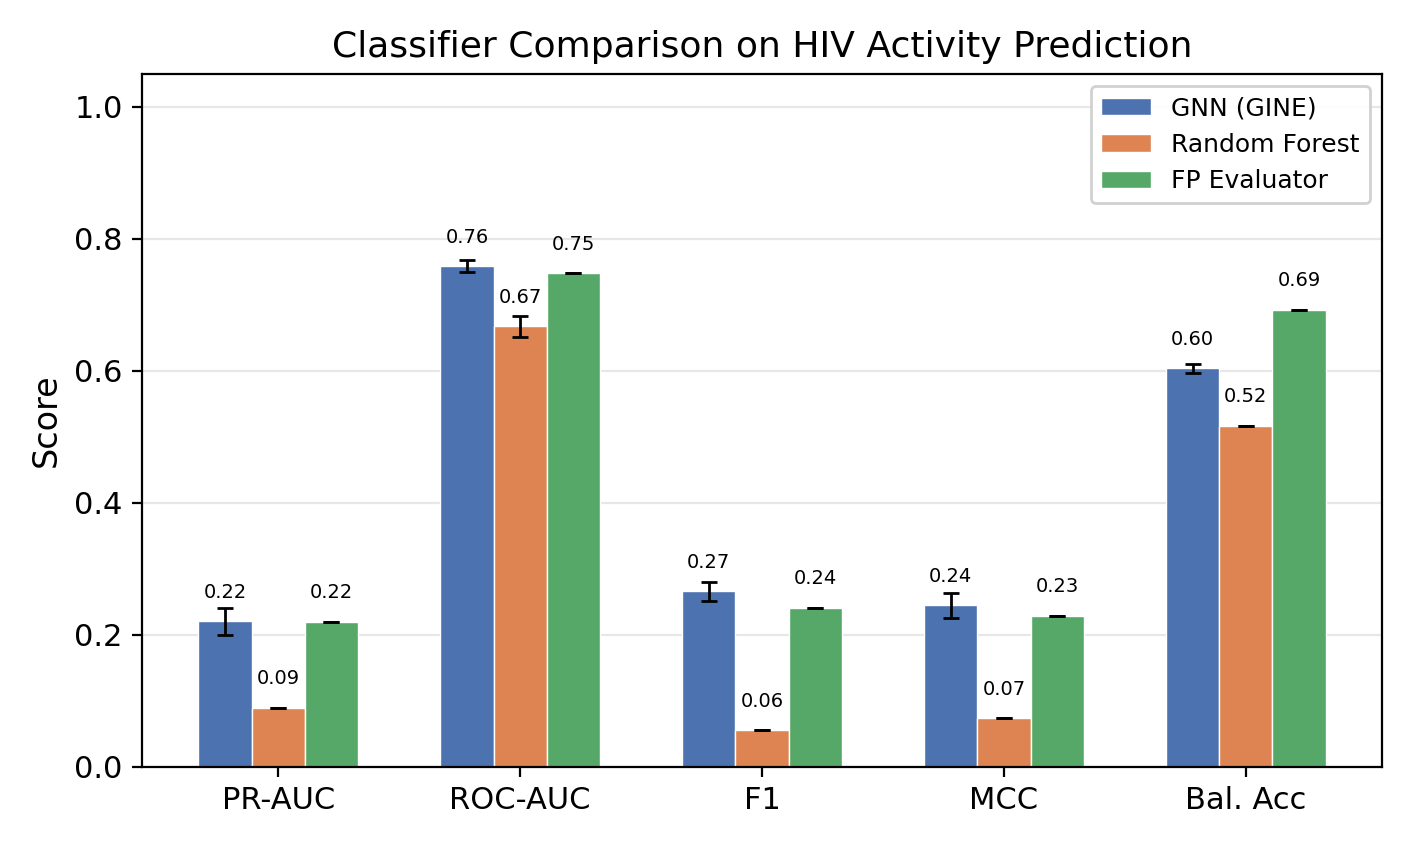 Classifier Comparison on HIV Activity Prediction
GNN (GINE)
Random Forest
FP Evaluator
Score
1.0
0.8
0.6
0.4
0.2
0.0
0.22
0.09
0.22
0.76
0.67
0.75
0.27
0.06
0.24
0.24
0.07
0.23
0.60
0.52
0.69
PR-AUC
ROC-AUC
F1
MCC
Bal. Acc